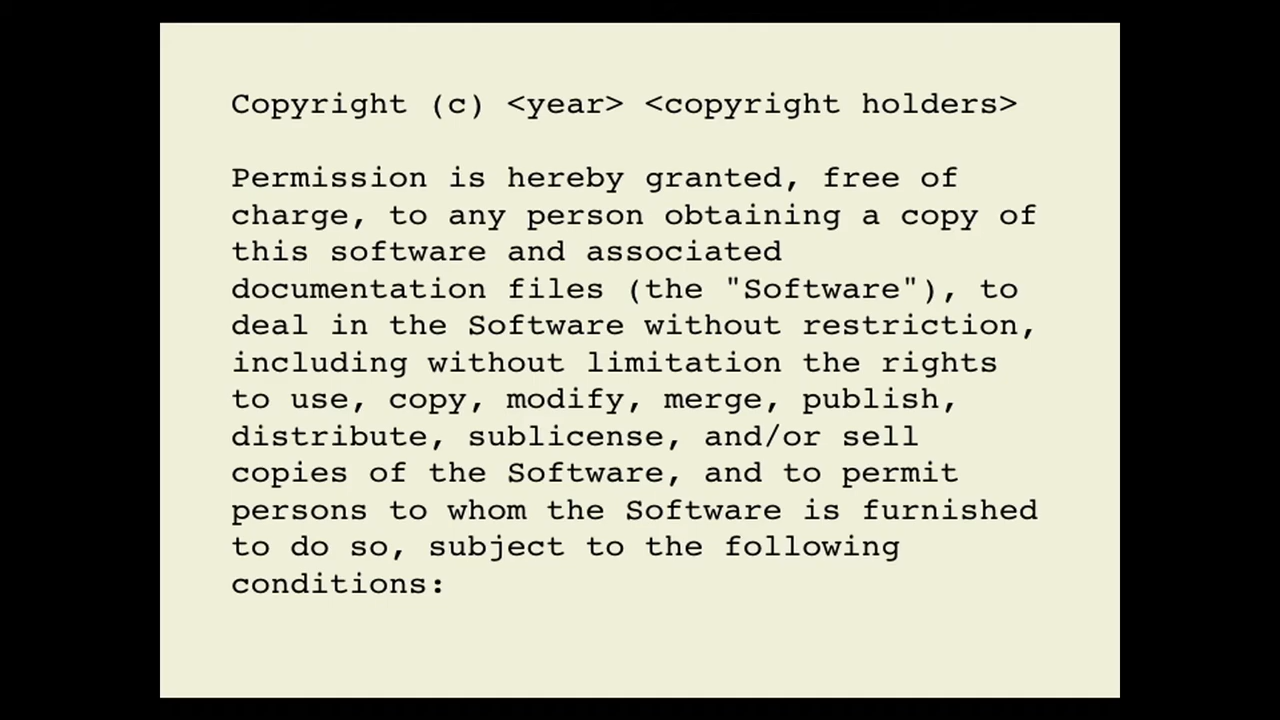 Copyright (c) <year> <copyright holders>
Permission is hereby granted, free of
charge, to any person obtaining a copy of
this software and associated
documentation files (the "Software"), to
deal in the Software without restriction,
including without limitation the rights
to use, copy, modify, merge, publish,
distribute, sublicense, and/or sell
copies of the Software, and to permit
persons to whom the Software is furnished
to do so, subject to the following
conditions: